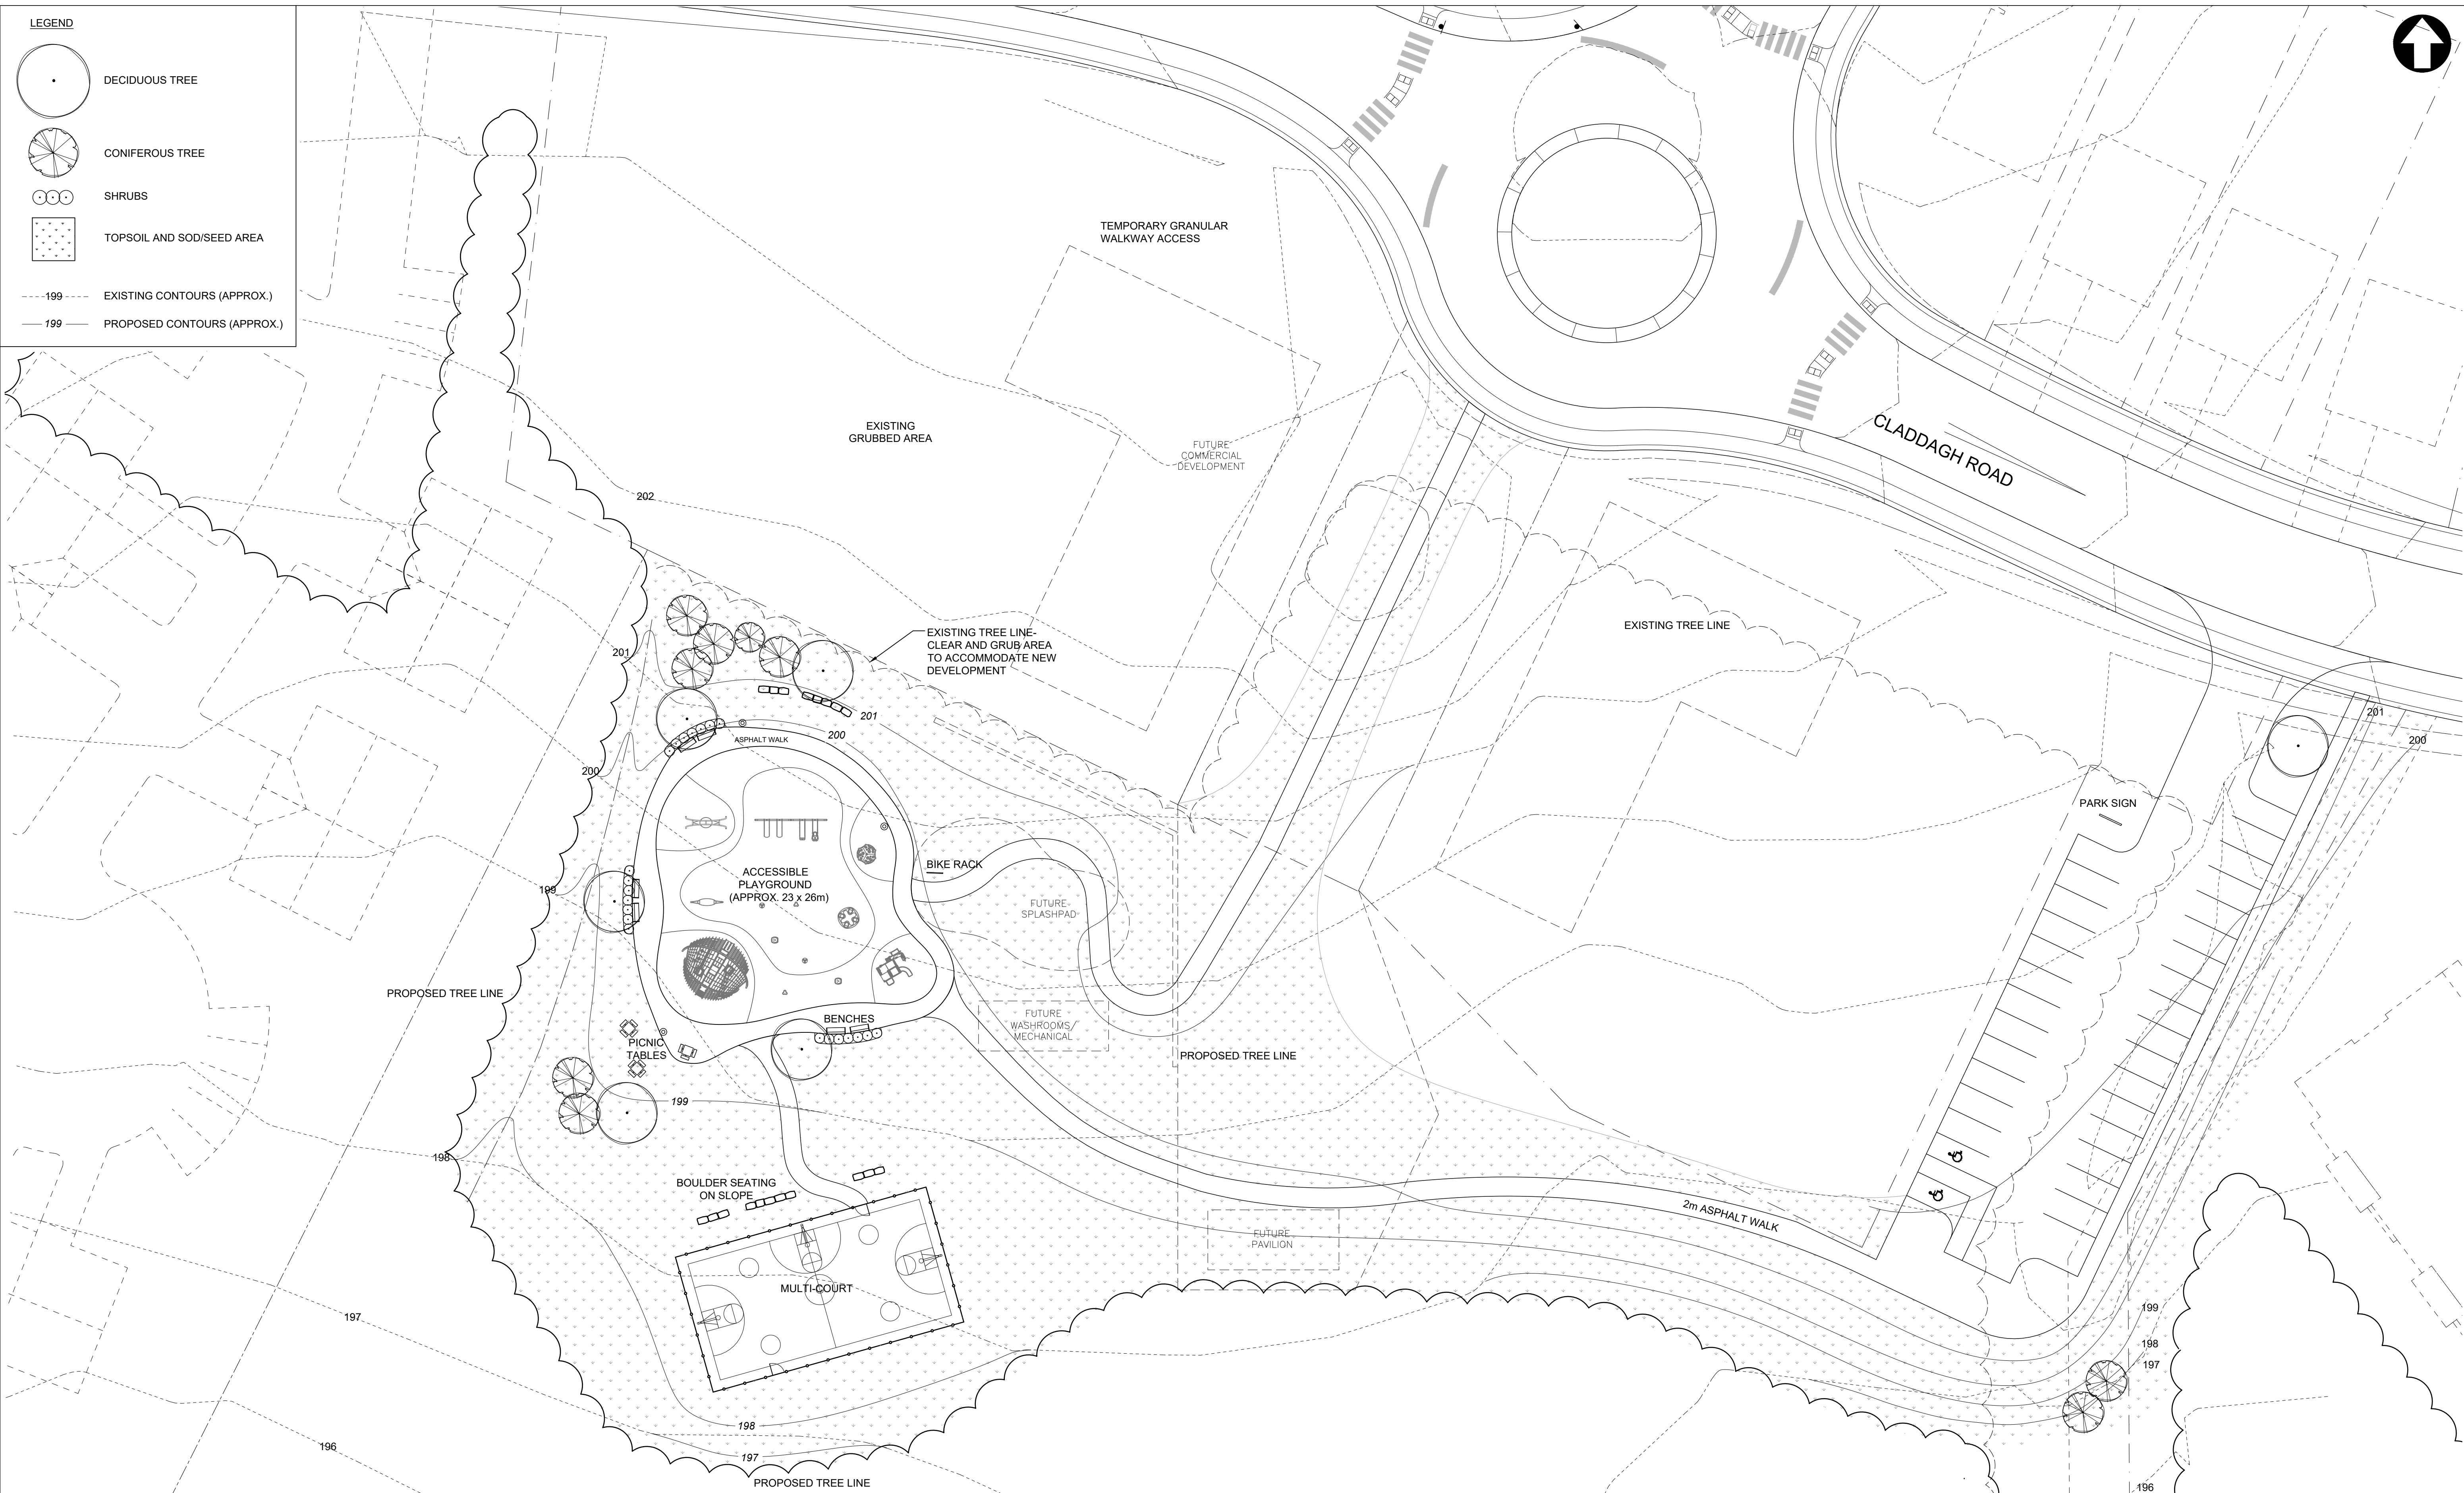 LEGEND
DECIDUOUS TREE
CONIFEROUS TREE
SHRUBS
TOPSOIL AND SOD/SEED AREA
199
EXISTING CONTOURS (APPROX.)
199
PROPOSED CONTOURS (APPROX.)
TEMPORARY GRANULAR
WALKWAY ACCESS
EXISTING
GRUBBED AREA
FUTURE
COMMERCIAL
DEVELOPMENT
CLADDAGH ROAD
202
EXISTING TREE LINE
EXISTING TREE LINE-
CLEAR AND GRUB AREA
TO ACCOMMODATE NEW
DEVELOPMENT
201
201
200
ASPHALT WALK
200
201
200
PARK SIGN
BIKE RACK
ACCESSIBLE
PLAYGROUND
(APPROX. 23 x 26m)
199
FUTURE
SPLASHPAD
PROPOSED TREE LINE
BENCHES
FUTURE
WASHROOMS/
MECHANICAL
PICNIC
TABLES
PROPOSED TREE LINE
199
198
BOULDER SEATING
ON SLOPE
2m ASPHALT WALK
FUTURE
PAVILION
MULTI-COURT
197
199
198
197
198
196
197
PROPOSED TREE LINE
196